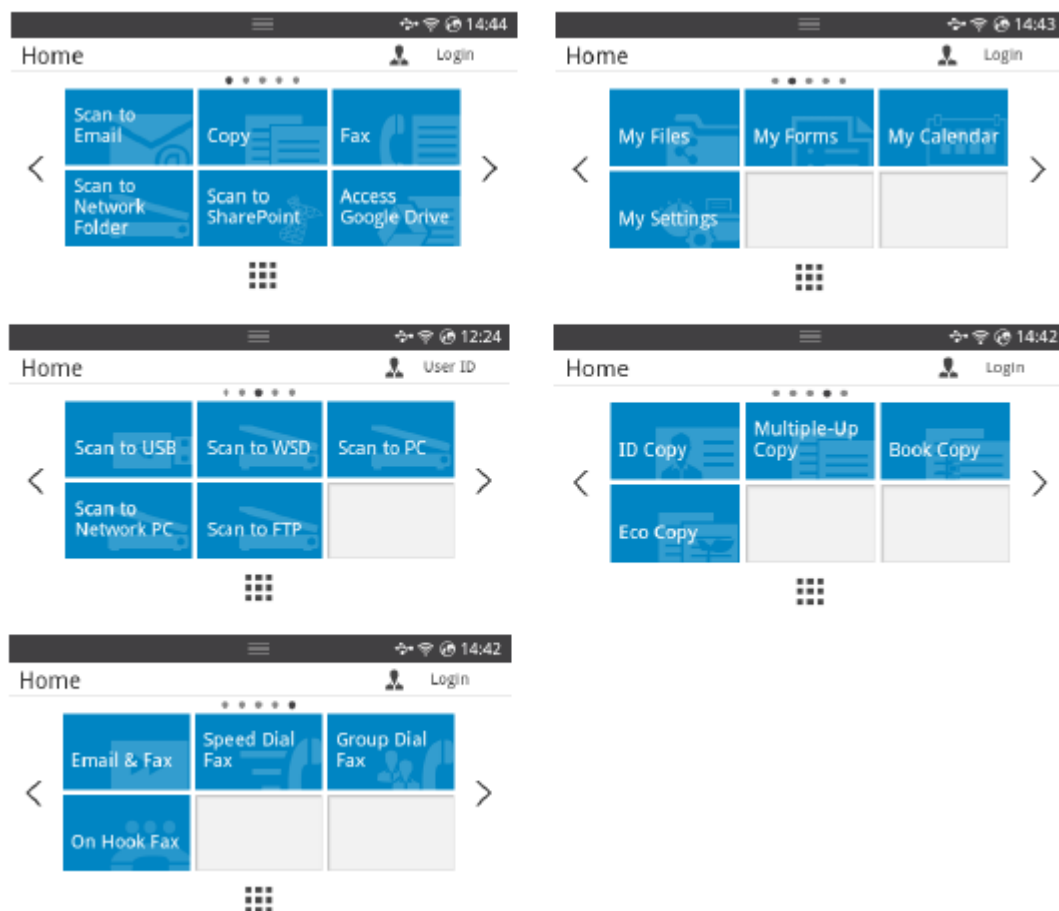 14:44
Home
Login
Scan to
Email
Copy
Fax
Scan to
Network
Folder
Scan to
SharePoint
Access
Google Drive
14:43
Home
Login
My Files
My Forms
My Calendar
My Settings
12:24
Home
User ID
Scan to USB
Scan to WSD
Scan to PC
Scan to
Network PC
Scan to FTP
14:42
Home
Login
ID Copy
Multiple-Up
Copy
Book Copy
Eco Copy
14:42
Home
Login
Email & Fax
Speed Dial
Fax
Group Dial
Fax
On Hook Fax